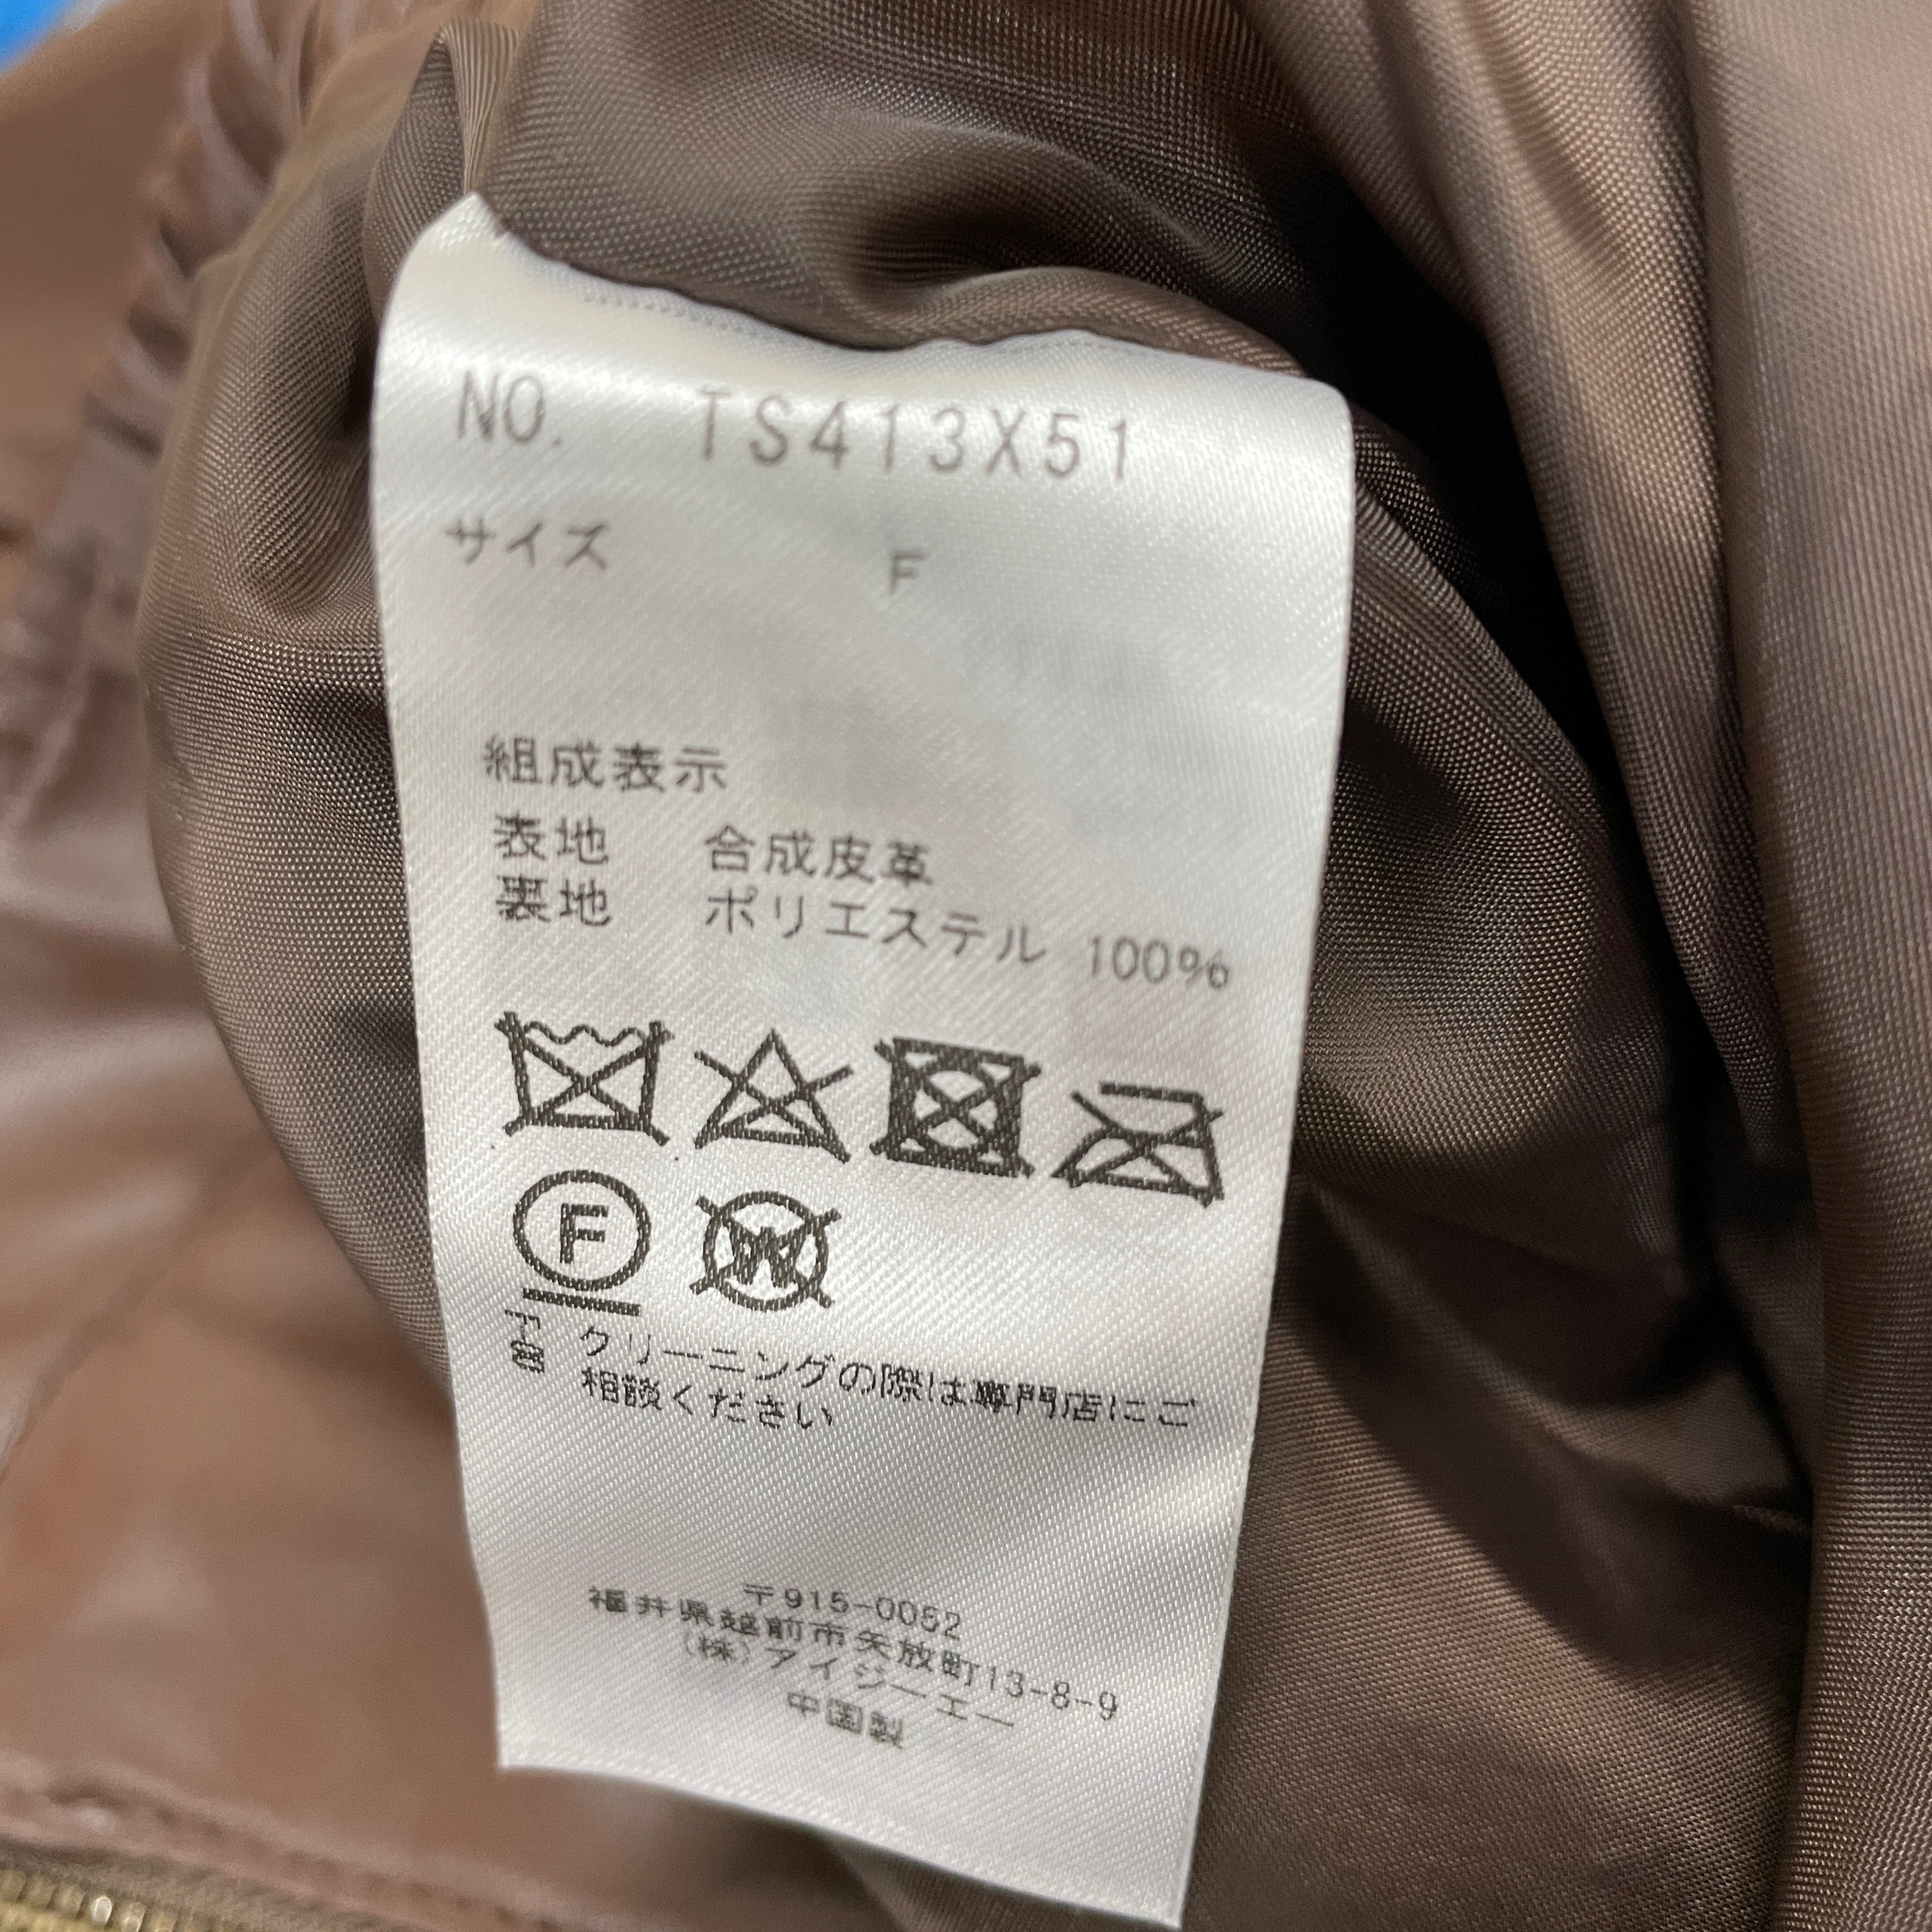 NO. TS413X51
サイズ F
組成表示
表地 合成皮革
裏地 ポリエステル 100%
F W
クリーニングの際は専門店にご
相談ください
〒915-0052
福井県越前市矢放町13-8-9
(株)アイジーエー
中国製